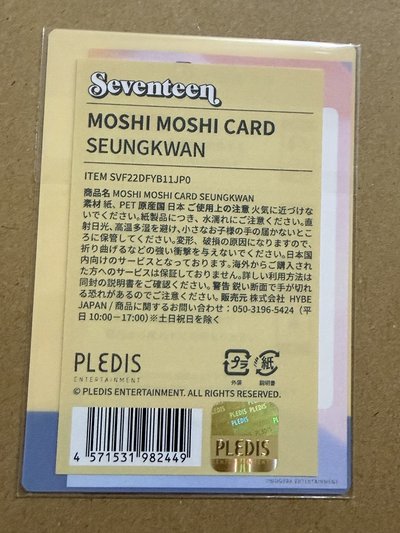 Seventeen
MOSHI MOSHI CARD
SEUNGKWAN
ITEM SVF22DFYB11JP0
商品名 MOSHI MOSHI CARD SEUNGKWAN
素材 紙、PET 原産国 日本 ご使用上の注意 火気に近づけな
いでください。紙製品につき、水濡れにご注意ください。直
射日光、高温多湿を避け、小さなお子様の手の届かないとこ
ろに保管してください。変形、破損の原因になりますので、
折り曲げるなどの強い衝撃を与えないでください。日本国
内向けのサービスとなっております。海外からご購入され
た方へのサービスは保証しておりません。詳しい利用方法は
同封の説明書をご確認ください。警告 鋭い断面で手が切れ
る恐れがあるのでご注意ください。販売元 株式会社 HYBE
JAPAN / 商品に関するお問い合わせ : 050-3196-5424（平
日 10:00－17:00）※土日祝日を除く
PLEDIS
ENTERTAINMENT
プラ 紙
外袋 説明書
© PLEDIS ENTERTAINMENT. ALL RIGHTS RESERVED.
4 571531 982449
PLEDIS
PLEDIS
ENTERTAINMENT